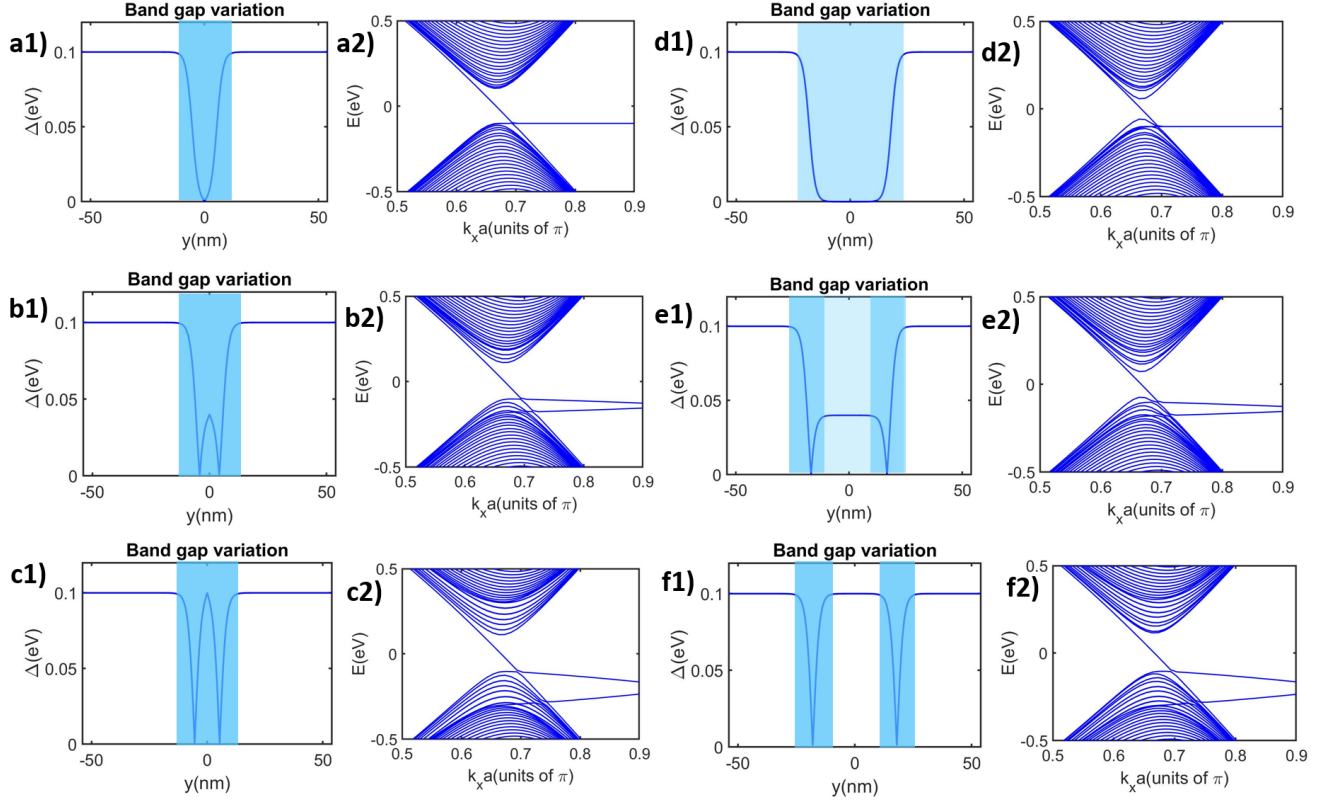 Band gap variation
a1)
0.1
0.05
0
Δ(eV)
-50 0 50
y(nm)
a2)
0.5
0
-0.5
E(eV)
0.5 0.6 0.7 0.8 0.9
kₓa(units of π)
Band gap variation
d1)
0.1
0.05
0
Δ(eV)
-50 0 50
y(nm)
d2)
0.5
0
-0.5
E(eV)
0.5 0.6 0.7 0.8 0.9
kₓa(units of π)
Band gap variation
b1)
0.1
0.05
0
Δ(eV)
-50 0 50
y(nm)
b2)
0.5
0
-0.5
E(eV)
0.5 0.6 0.7 0.8 0.9
kₓa(units of π)
Band gap variation
e1)
0.1
0.05
0
Δ(eV)
-50 0 50
y(nm)
e2)
0.5
0
-0.5
E(eV)
0.5 0.6 0.7 0.8 0.9
kₓa(units of π)
Band gap variation
c1)
0.1
0.05
0
Δ(eV)
-50 0 50
y(nm)
c2)
0.5
0
-0.5
E(eV)
0.5 0.6 0.7 0.8 0.9
kₓa(units of π)
Band gap variation
f1)
0.1
0.05
0
Δ(eV)
-50 0 50
y(nm)
f2)
0.5
0
-0.5
E(eV)
0.5 0.6 0.7 0.8 0.9
kₓa(units of π)